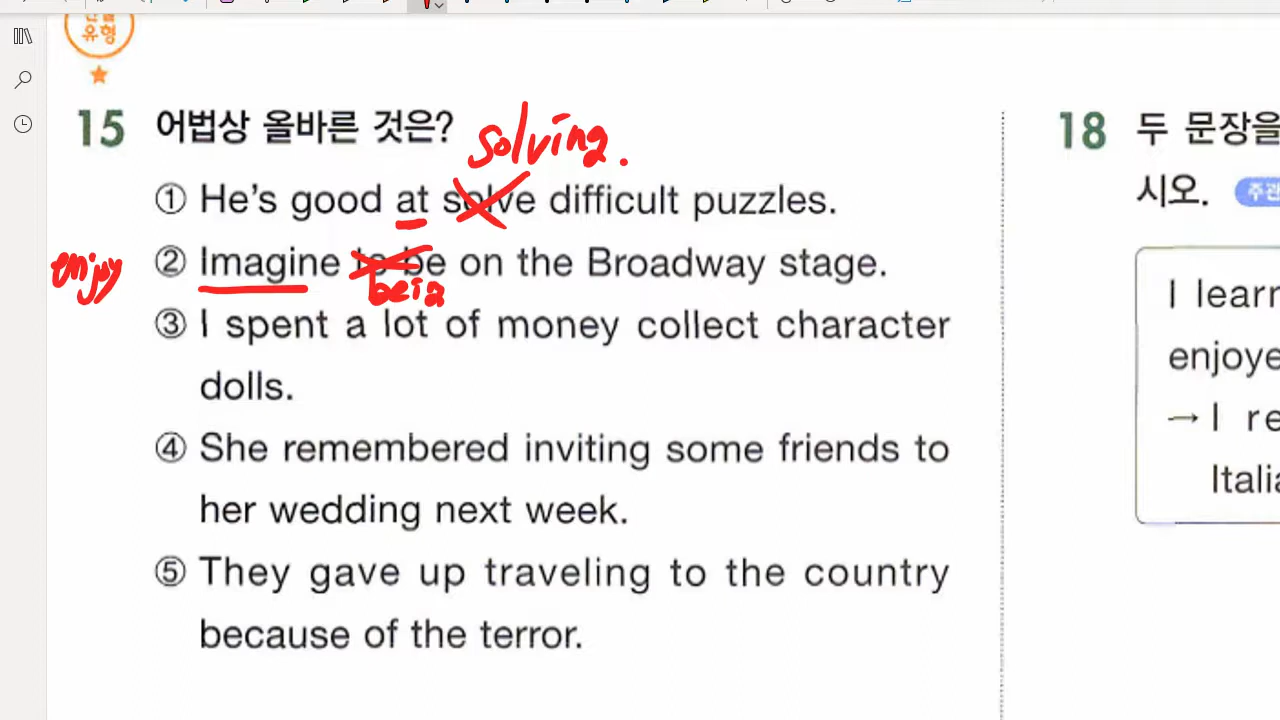 유형
15 어법상 올바른 것은?
solving.
① He's good at solve difficult puzzles.
enjoy ② Imagine to be on the Broadway stage.
③ I spent a lot of money collect character
dolls.
④ She remembered inviting some friends to
her wedding next week.
⑤ They gave up traveling to the country
because of the terror.
18 두 문장을
시오. 주관
I learn
enjoye
→ I re
Italia